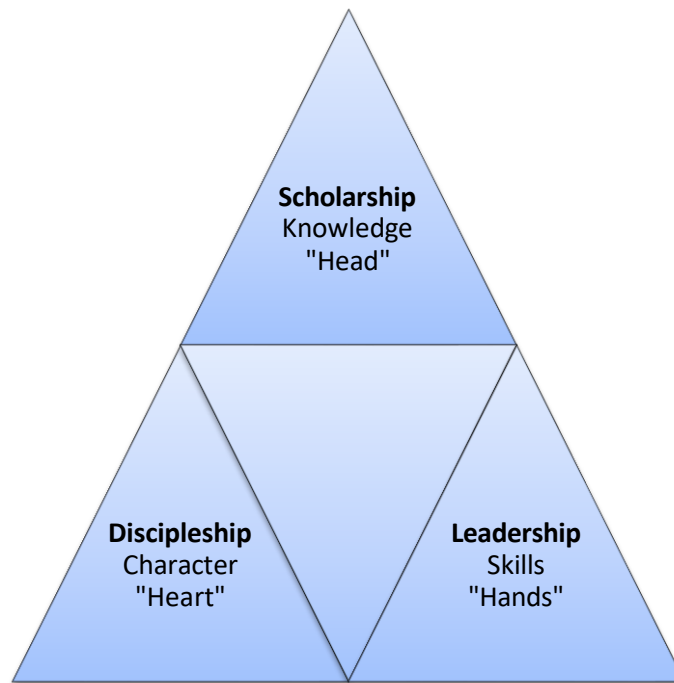 Scholarship
Knowledge
"Head"
Discipleship
Character
"Heart"
Leadership
Skills
"Hands"